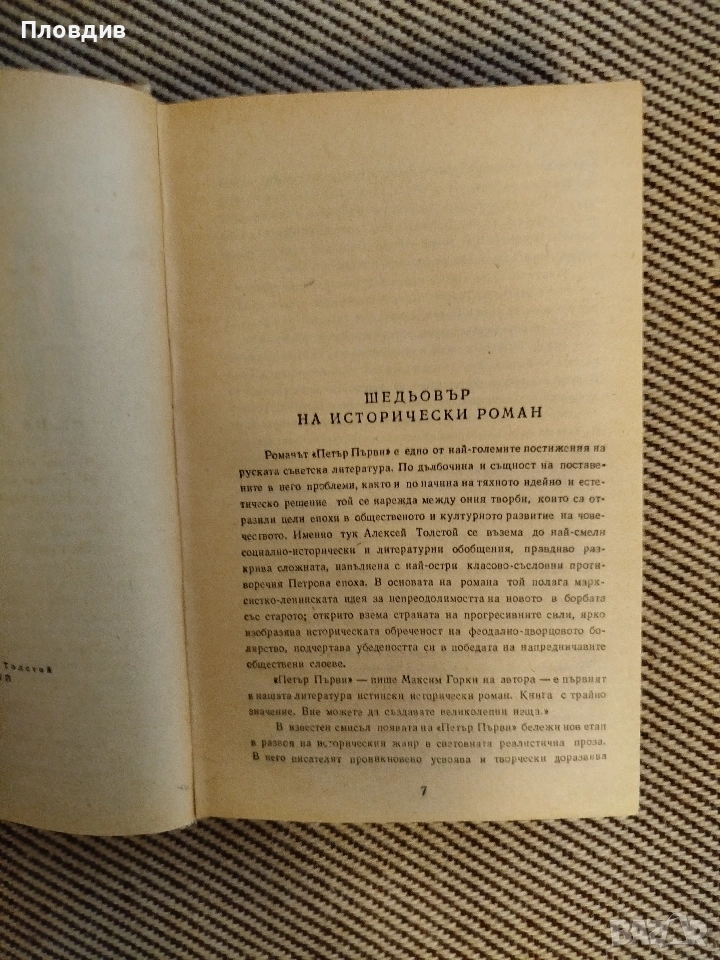 Пловдив
ШЕДЬОВЪР
НА ИСТОРИЧЕСКИ РОМАН
Романът «Петър Първи» е едно от най-големите постижения на
руската съветска литература. По дълбочина и същност на поставе-
ните в него проблеми, както и по начина на тяхното идейно и есте-
тическо решение той се нарежда между ония творби, които са от-
разили цели епохи в общественото и културното развитие на чове-
чеството. Именно тук Алексей Толстой се възема до най-смели
социално-исторически и литературни обобщения, правдиво раз-
крива сложната, изпълнена с най-остри класово-съсловни проти-
воречия Петрова епоха. В основата на романа той полага марк-
систко-ленинската идея за непреодолимостта на новото в борбата
със старото; открито взема страната на прогресивните сили, ярко
изобразява историческата обреченост на феодално-дворцовото бо-
лярство, подчертава убедеността си в победата на напредничавите
обществени слоеве.
«Петър Първи» — пише Максим Горки на автора — е първият
в нашата литература истински исторически роман. Книга с трайно
значение. Вие можете да създавате великолепни неща.»
В известен смисъл появата на «Петър Първи» бележи нов етап
в развоя на историческия жанр в световната реалистична проза.
В него писателят проникновено усвоява и творчески доразвива
7
Толстой
BAZAR